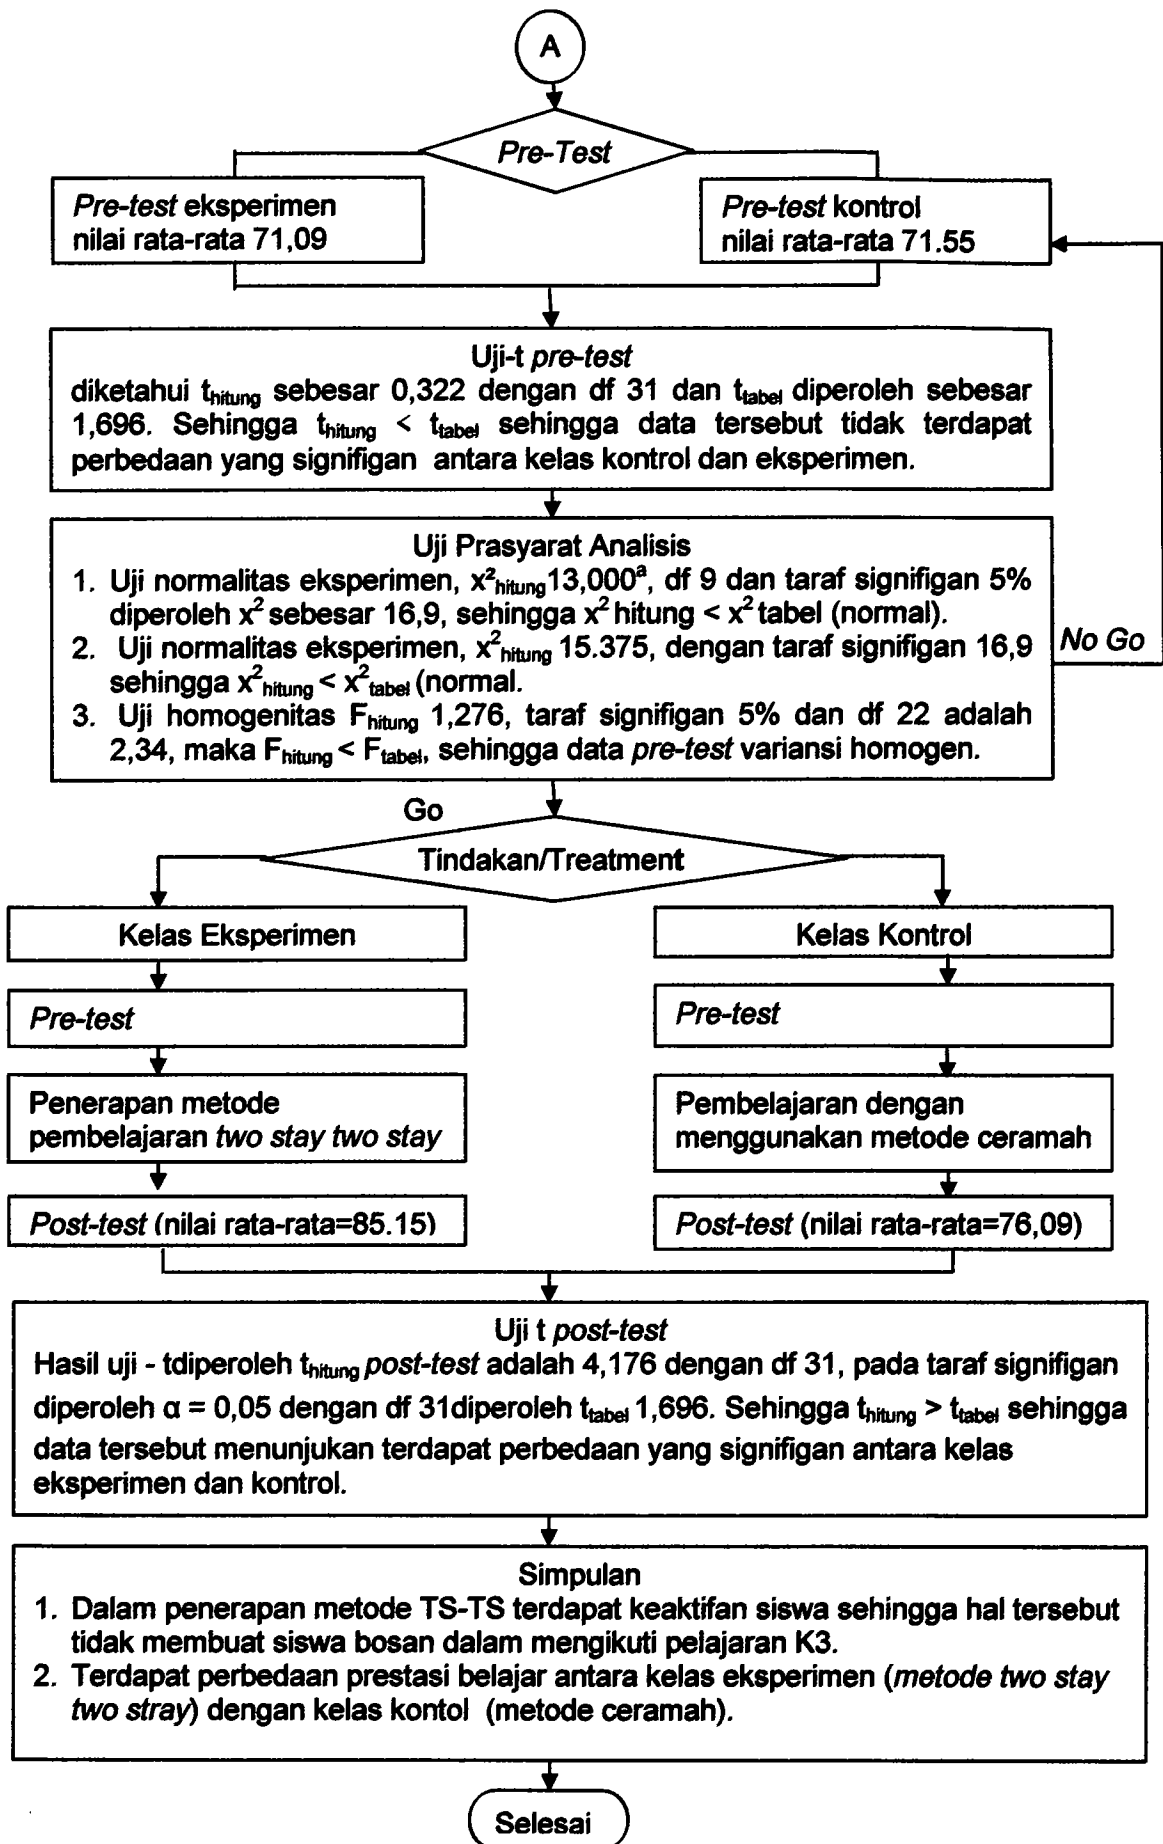 A
Pre-Test
Pre-test eksperimen
nilai rata-rata 71,09
Pre-test kontrol
nilai rata-rata 71.55
Uji-t pre-test
diketahui thitung sebesar 0,322 dengan df 31 dan ttabel diperoleh sebesar
1,696. Sehingga thitung < ttabel sehingga data tersebut tidak terdapat
perbedaan yang signifigan antara kelas kontrol dan eksperimen.
Uji Prasyarat Analisis
1. Uji normalitas eksperimen, x²hitung13,000ª, df 9 dan taraf signifigan 5%
diperoleh x² sebesar 16,9, sehingga x² hitung < x² tabel (normal).
2. Uji normalitas eksperimen, x²hitung 15.375, dengan taraf signifigan 16,9
sehingga x²hitung < x²tabel (normal.
3. Uji homogenitas Fhitung 1,276, taraf signifigan 5% dan df 22 adalah
2,34, maka Fhitung < Ftabel, sehingga data pre-test variansi homogen.
No Go
Go
Tindakan/Treatment
Kelas Eksperimen
Pre-test
Penerapan metode
pembelajaran two stay two stay
Post-test (nilai rata-rata=85.15)
Kelas Kontrol
Pre-test
Pembelajaran dengan
menggunakan metode ceramah
Post-test (nilai rata-rata=76,09)
Uji t post-test
Hasil uji - tdiperoleh thitung post-test adalah 4,176 dengan df 31, pada taraf signifigan
diperoleh α = 0,05 dengan df 31diperoleh ttabel 1,696. Sehingga thitung > ttabel sehingga
data tersebut menunjukan terdapat perbedaan yang signifigan antara kelas
eksperimen dan kontrol.
Simpulan
1. Dalam penerapan metode TS-TS terdapat keaktifan siswa sehingga hal tersebut
tidak membuat siswa bosan dalam mengikuti pelajaran K3.
2. Terdapat perbedaan prestasi belajar antara kelas eksperimen (metode two stay
two stray) dengan kelas kontol (metode ceramah).
Selesai